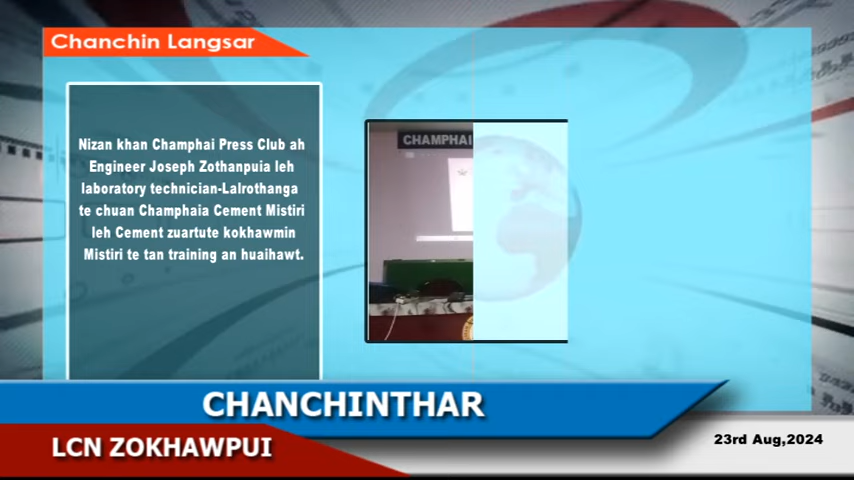 Chanchin Langsar
Nizan khan Champhai Press Club ah
Engineer Joseph Zothanpuia leh
laboratory technician-Lalrothanga
te chuan Champhaia Cement Mistiri
leh Cement zuartute kokhawmin
Mistiri te tan training an huaihawt.
CHAMPHAI
CHANCHINTHAR
LCN ZOKHAWPUI
23rd Aug,2024